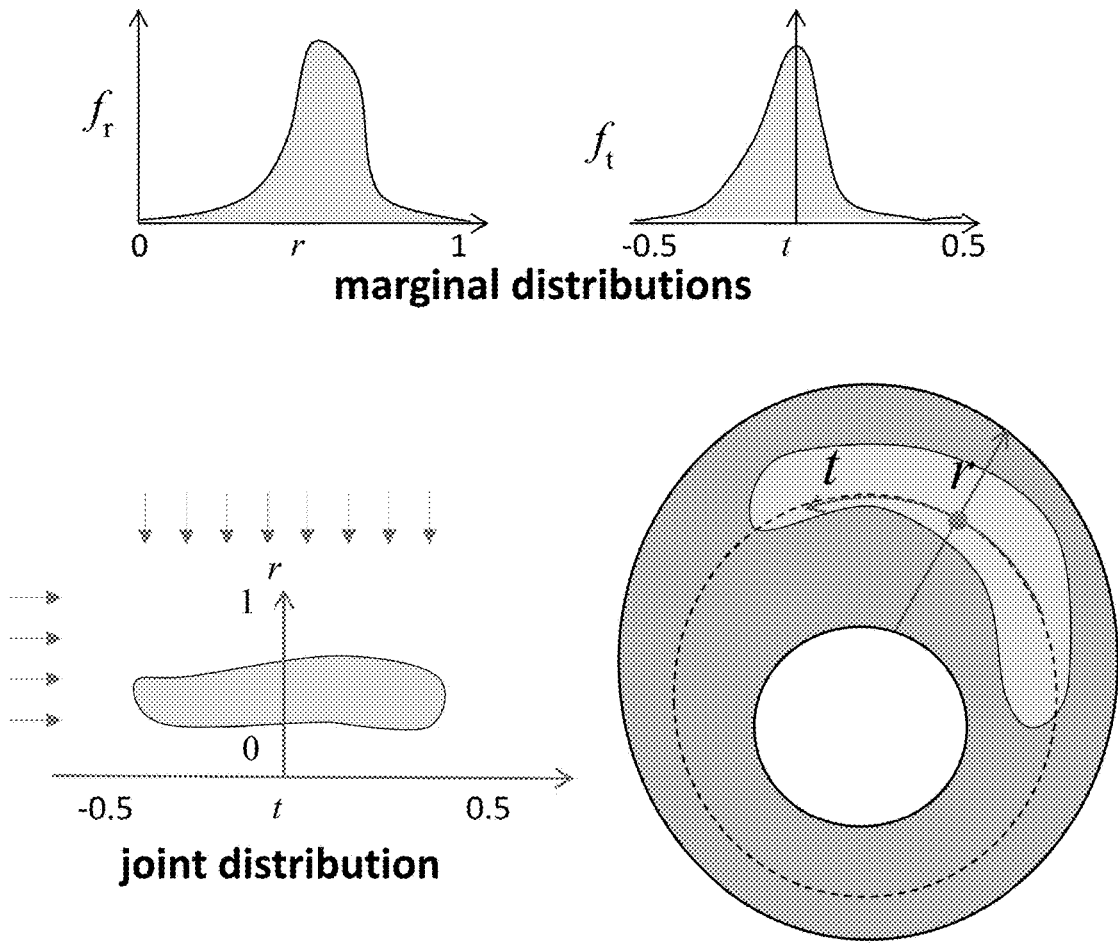 f_r
f_t
0 r 1
-0.5 t 0.5
marginal distributions
t r
r
1
0
-0.5 t 0.5
joint distribution